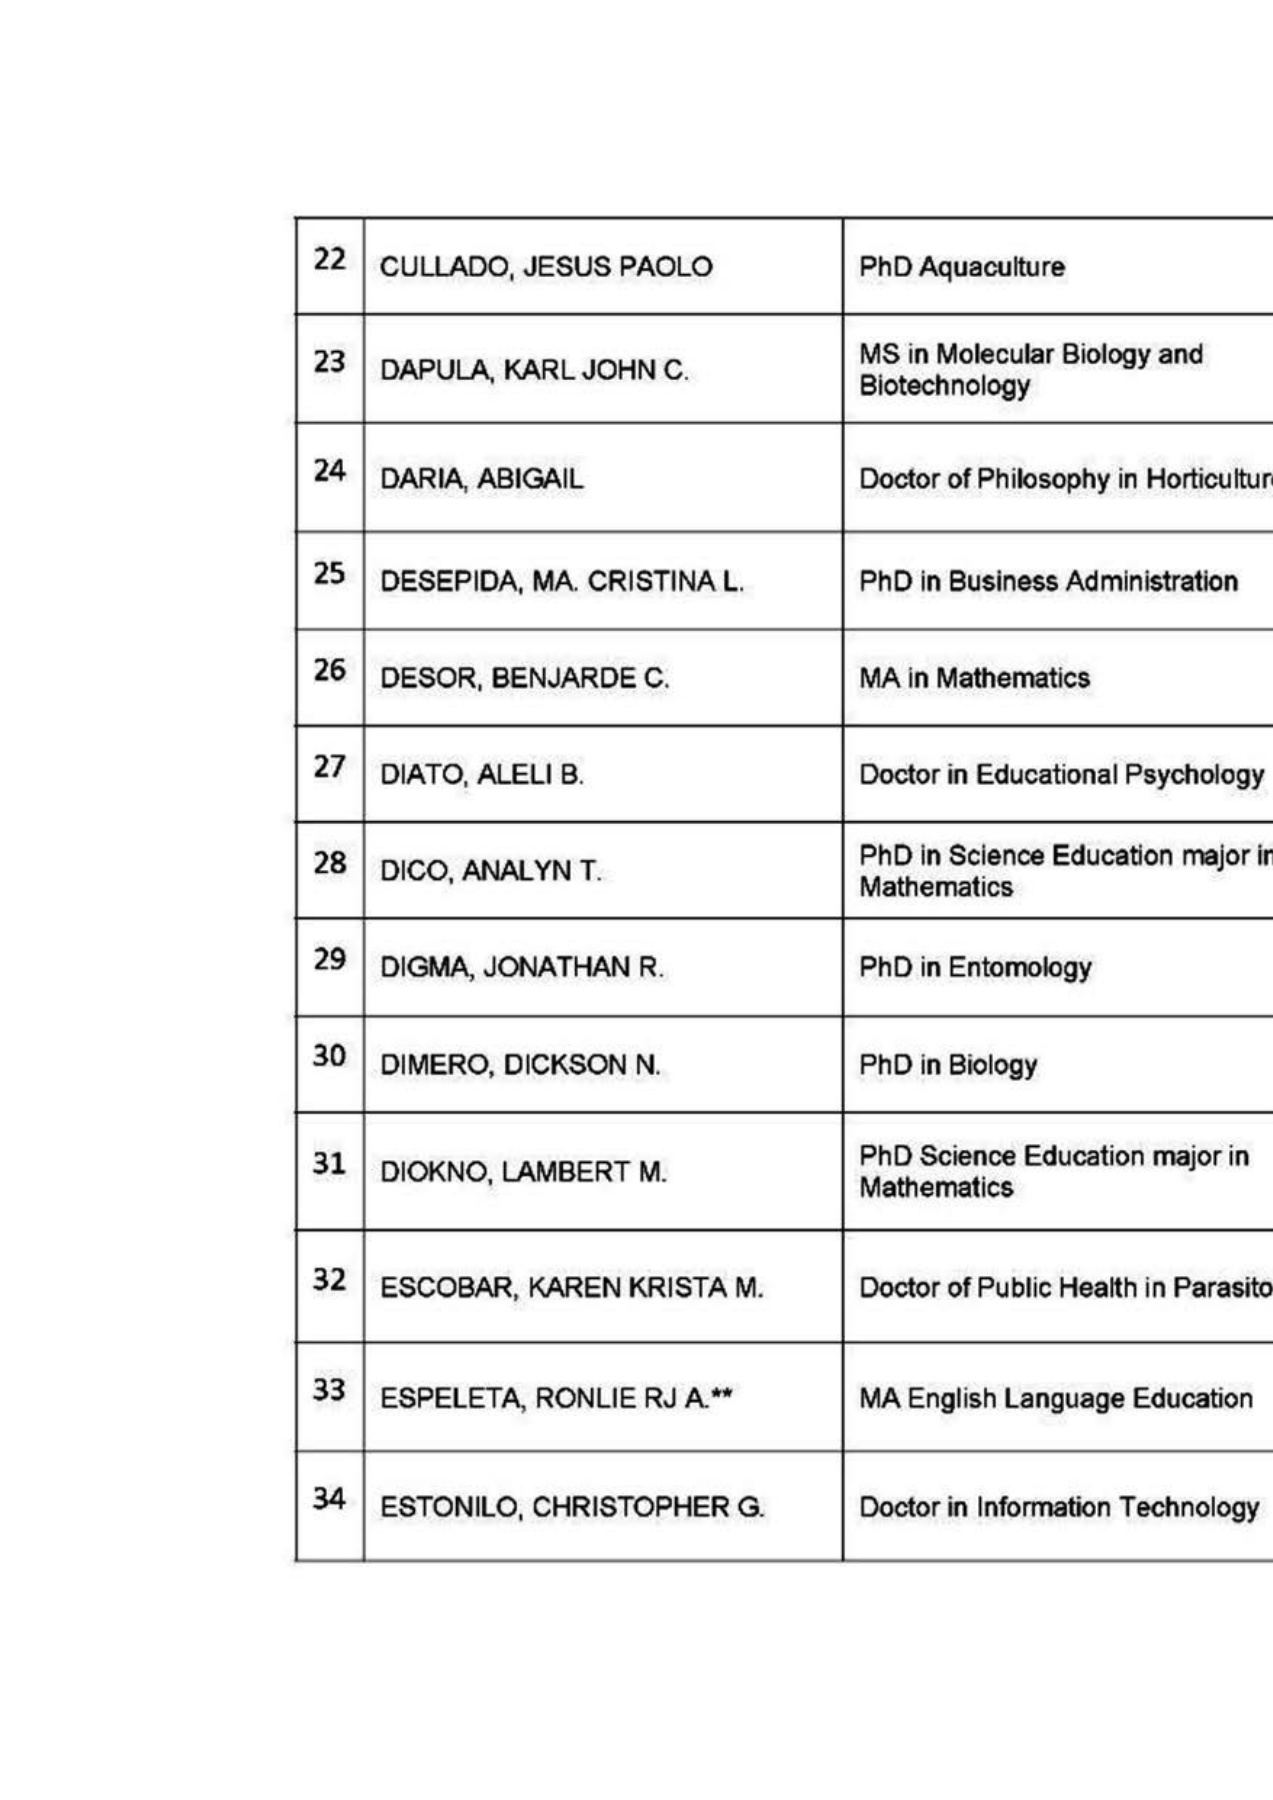 22 CULLADO, JESUS PAOLO PhD Aquaculture
23 DAPULA, KARL JOHN C. MS in Molecular Biology and
Biotechnology
24 DARIA, ABIGAIL Doctor of Philosophy in
25 DESEPIDA, MA. CRISTINA L. PhD in Business Administration
26 DESOR, BENJARDE C. MA in Mathematics
27 DIATO, ALELI B. Doctor in Educational Psychology
28 DICO, ANALYN T. PhD in Science Education major in
Mathematics
29 DIGMA, JONATHAN R. PhD in Entomology
30 DIMERO, DICKSON N. PhD in Biology
31 DIOKNO, LAMBERT M. PhD Science Education major in
Mathematics
32 ESCOBAR, KAREN KRISTA M. Doctor of Public Health in
33 ESPELETA, RONLIE RJ A.** MA English Language Education
34 ESTONILO, CHRISTOPHER G. Doctor in Information Technology